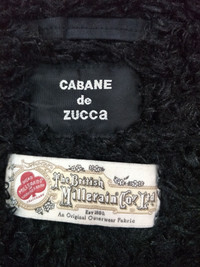 CABANE
de
zucca
The British
Millerain Co. Ltd
Est 1880
An Original Outerwear Fabric